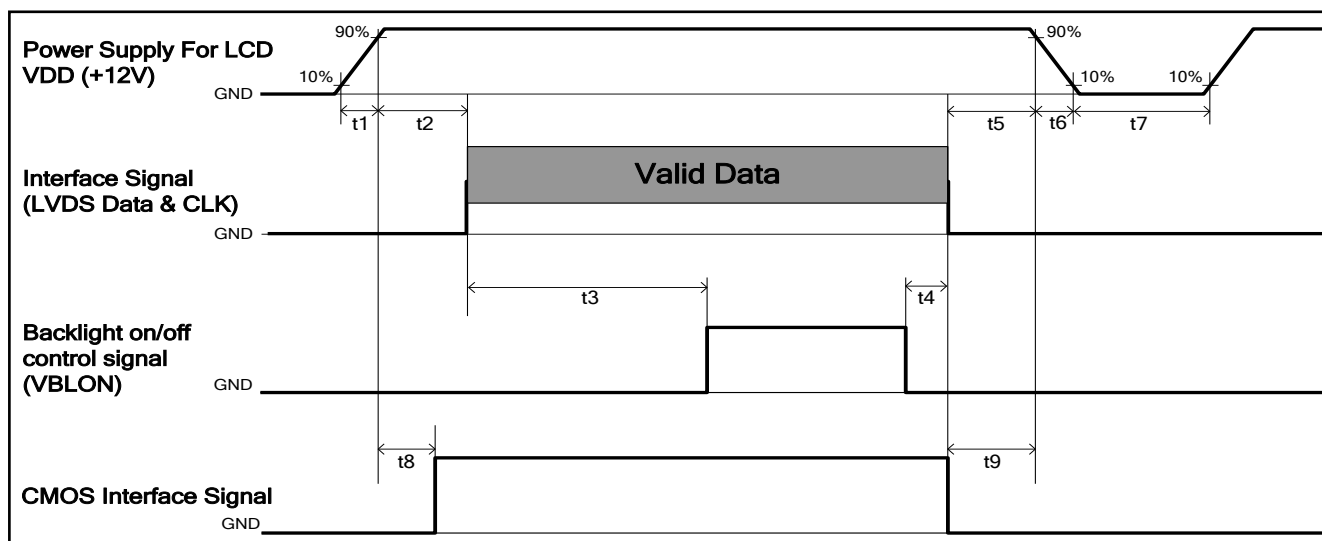 Power Supply For LCD
VDD (+12V)
90%
90%
10%
10%
10%
GND
t1
t2
t5
t6
t7
Valid Data
Interface Signal
(LVDS Data & CLK)
GND
t3
t4
Backlight on/off
control signal
(VBLON)
GND
t8
t9
CMOS Interface Signal
GND